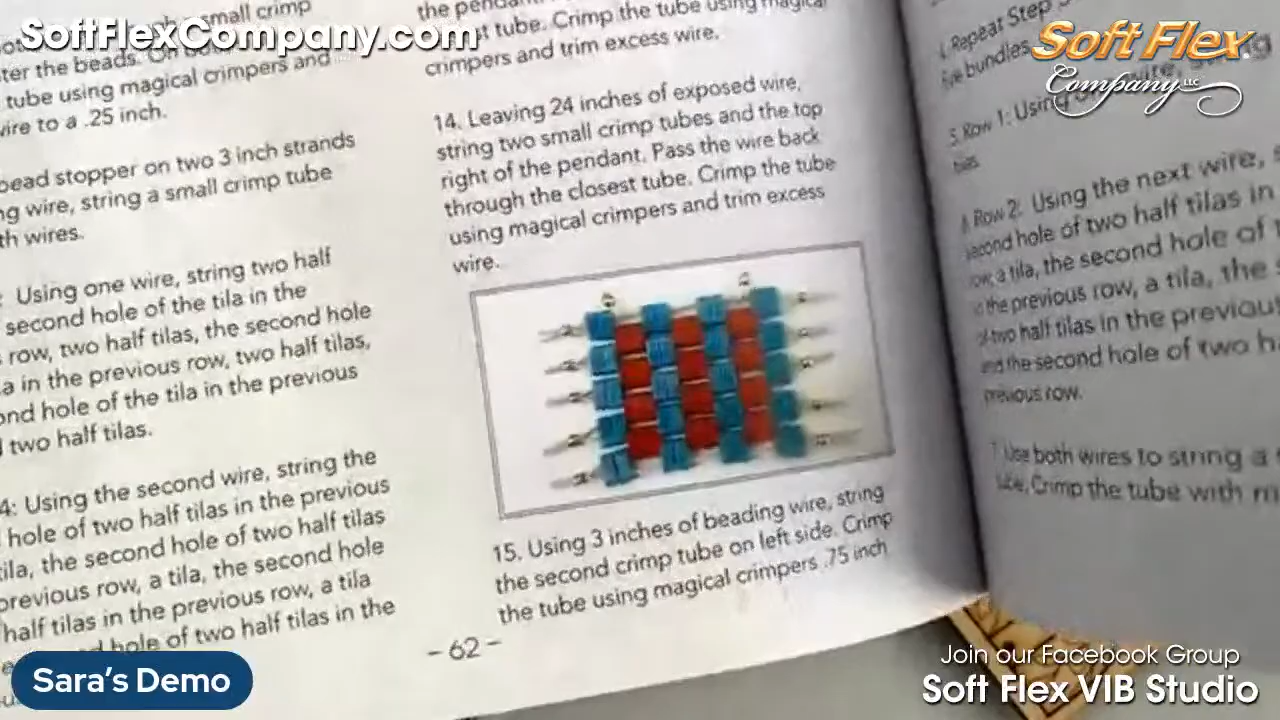 SoftFlexCompany.com
Soft Flex
Company LLC
small crimp
ter the beads.
tube using magical crimpers and
wire to a .25 inch.
bead stopper on two 3 inch strands
wire, string a small crimp tube
wires.
Using one wire, string two half
second hole of the tila in the
row, two half tilas, the second hole
in the previous row, two half tilas,
hole of the tila in the previous
two half tilas.
4: Using the second wire, string the
hole of two half tilas in the previous
tila, the second hole of two half tilas
previous row, a tila, the second hole
half tilas in the previous row, a tila
hole of two half tilas in the
the
tube. Crimp the tube using magical
crimpers and trim excess wire.
14. Leaving 24 inches of exposed wire,
string two small crimp tubes and the top
right of the pendant. Pass the wire back
through the closest tube. Crimp the tube
using magical crimpers and trim excess
wire.
15. Using 3 inches of beading wire, string
the second crimp tube on left side. Crimp
the tube using magical crimpers .75 inch
– 62 –
Repeat Step
bundles
5. Row 1: Using
Row 2: Using the next wire,
second hole of two half tilas in
a tila, the second hole of
the previous row, a tila, the
two half tilas in the previous
and the second hole of two
previous row.
7. Use both wires to string a
Crimp the tube with
Sara's Demo
Join our Facebook Group
Soft Flex VIB Studio